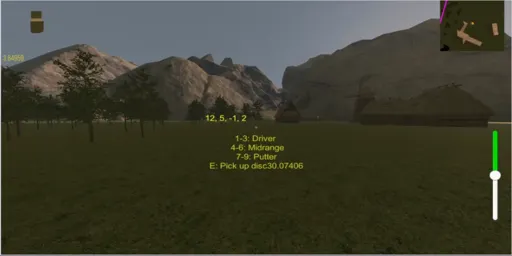 12, 5, -1, 2
1-3: Driver
4-6: Midrange
7-9: Putter
E: Pick up disc30.07406